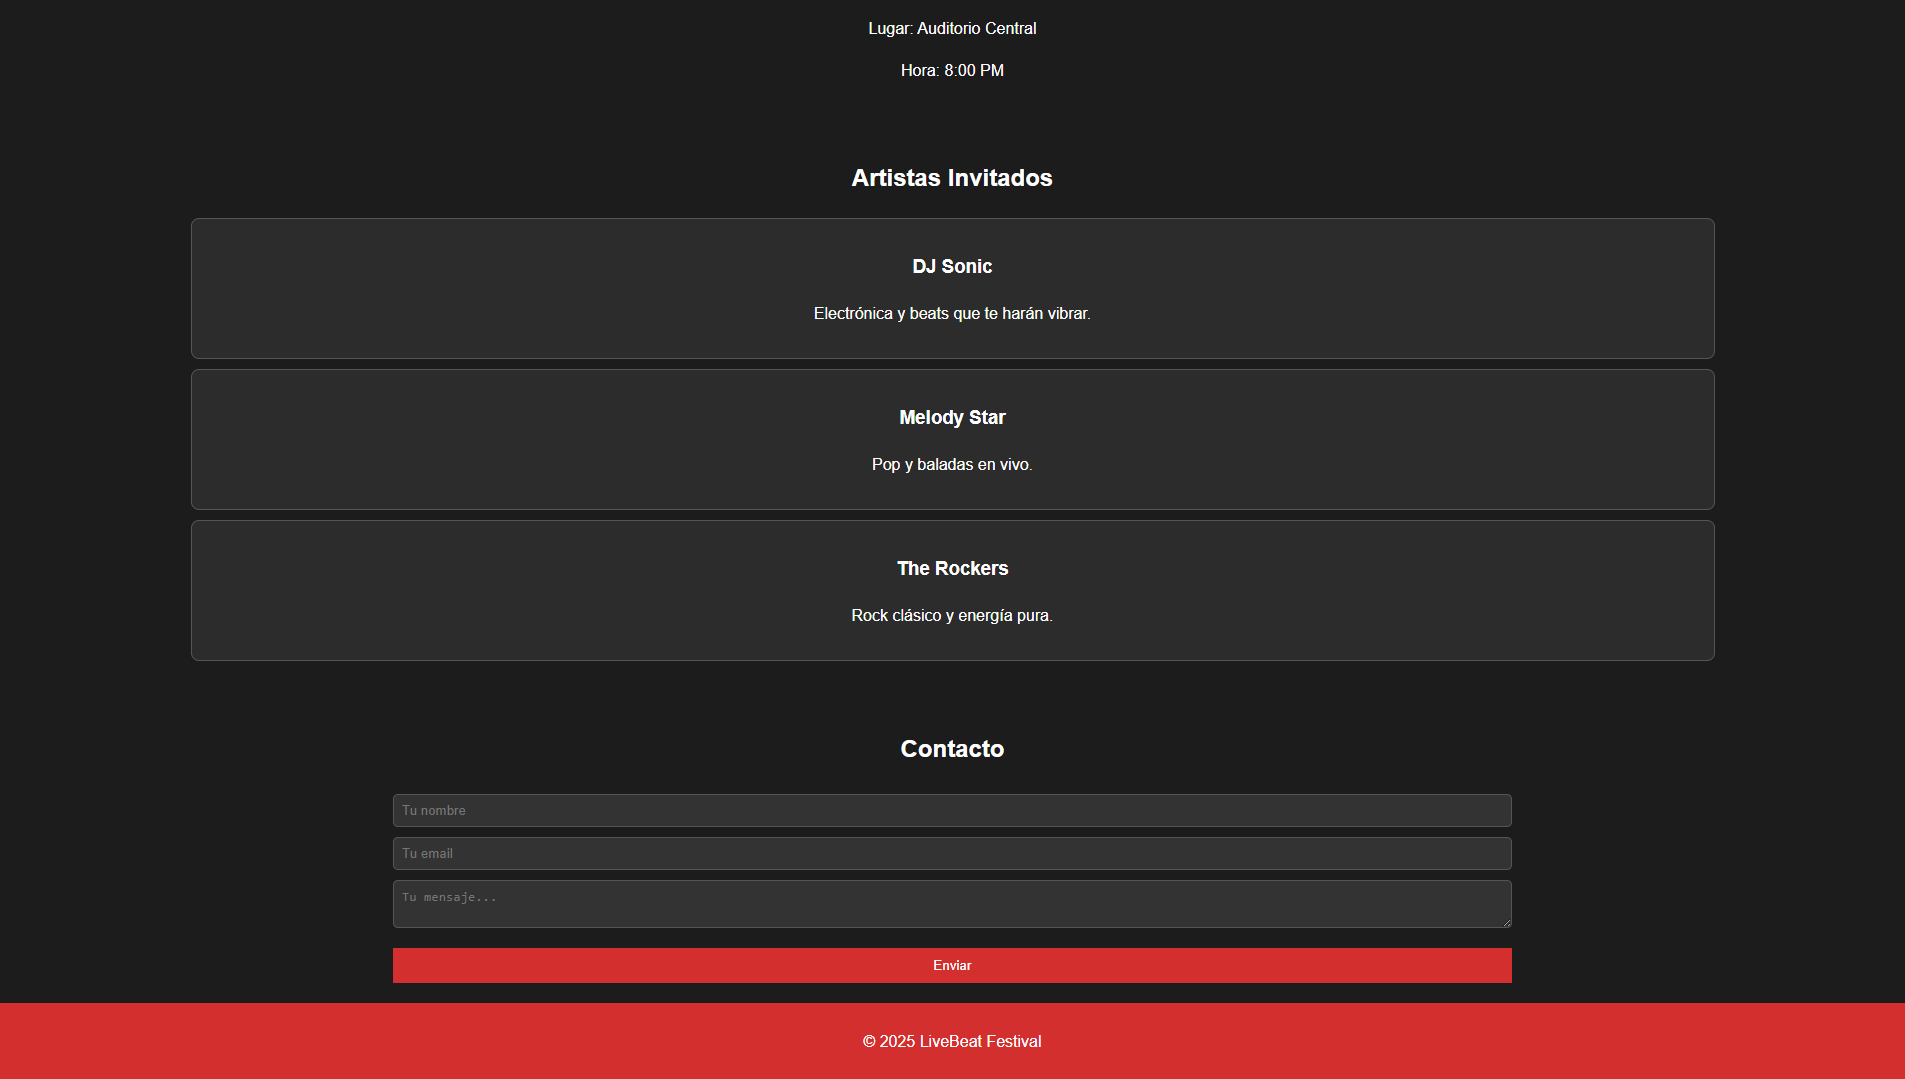 Lugar: Auditorio Central
Hora: 8:00 PM
Artistas Invitados
DJ Sonic
Electrónica y beats que te harán vibrar.
Melody Star
Pop y baladas en vivo.
The Rockers
Rock clásico y energía pura.
Contacto
Tu nombre
Tu email
Tu mensaje...
Enviar
© 2025 LiveBeat Festival